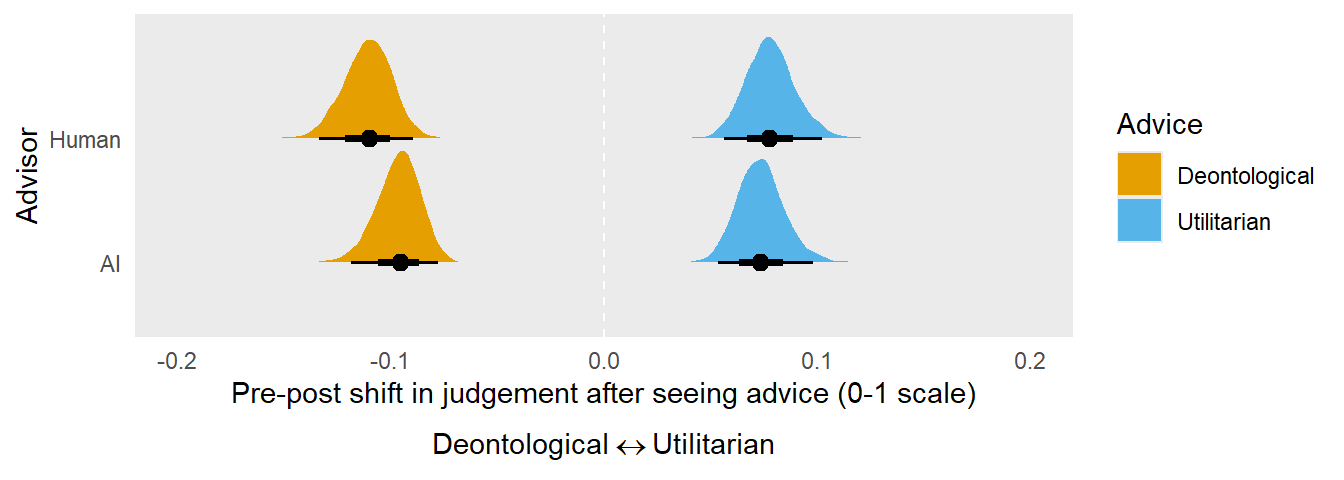 Advisor
Human
AI
-0.2
-0.1
0.0
0.1
0.2
Pre-post shift in judgement after seeing advice (0-1 scale)
Deontological ↔ Utilitarian
Advice
Deontological
Utilitarian